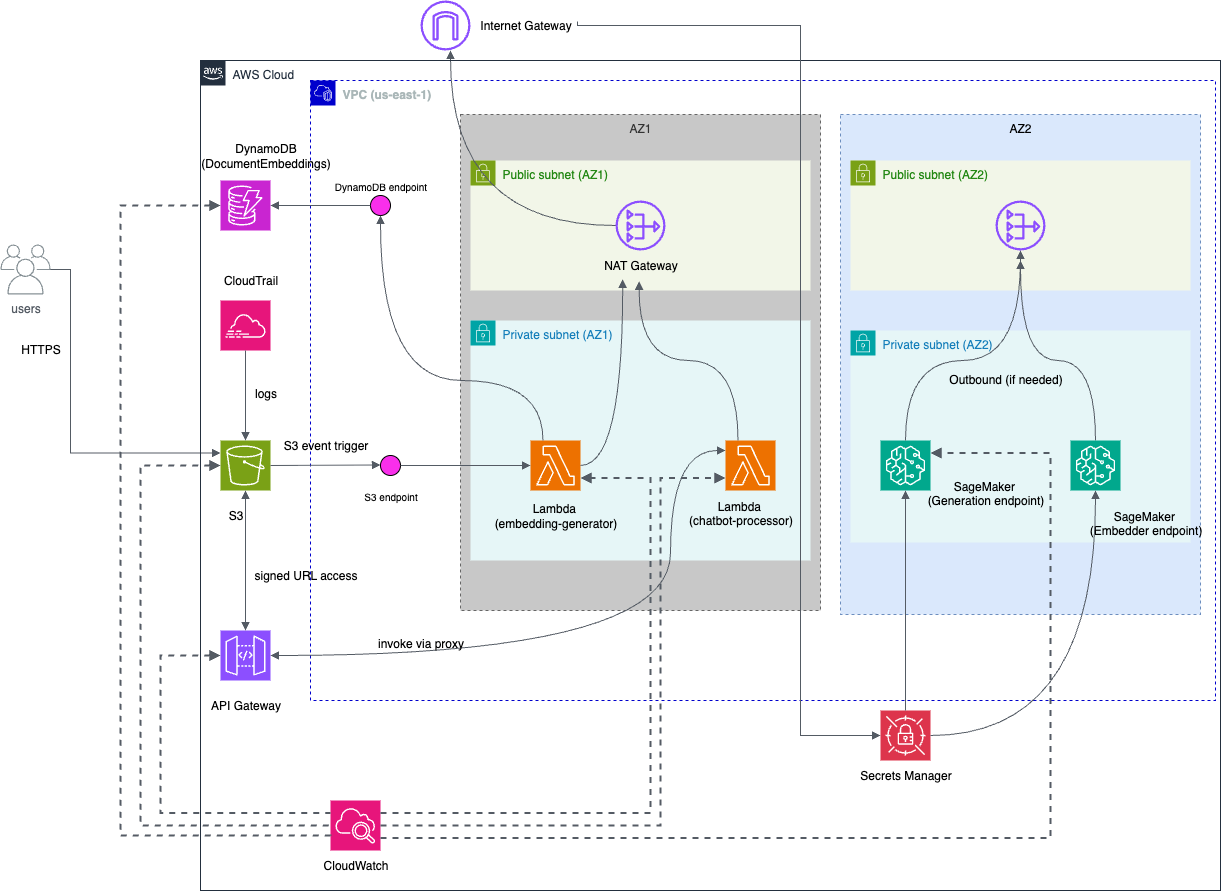 Internet Gateway
aws
AWS Cloud
VPC (us-east-1)
AZ1
AZ2
DynamoDB
(DocumentEmbeddings)
Public subnet (AZ1)
Public subnet (AZ2)
DynamoDB endpoint
NAT Gateway
CloudTrail
users
HTTPS
Private subnet (AZ1)
Private subnet (AZ2)
Outbound (if needed)
logs
S3 event trigger
S3 endpoint
S3
Lambda
(embedding-generator)
Lambda
(chatbot-processor)
SageMaker
(Generation endpoint)
SageMaker
(Embedder endpoint)
signed URL access
invoke via proxy
</>
API Gateway
Secrets Manager
CloudWatch